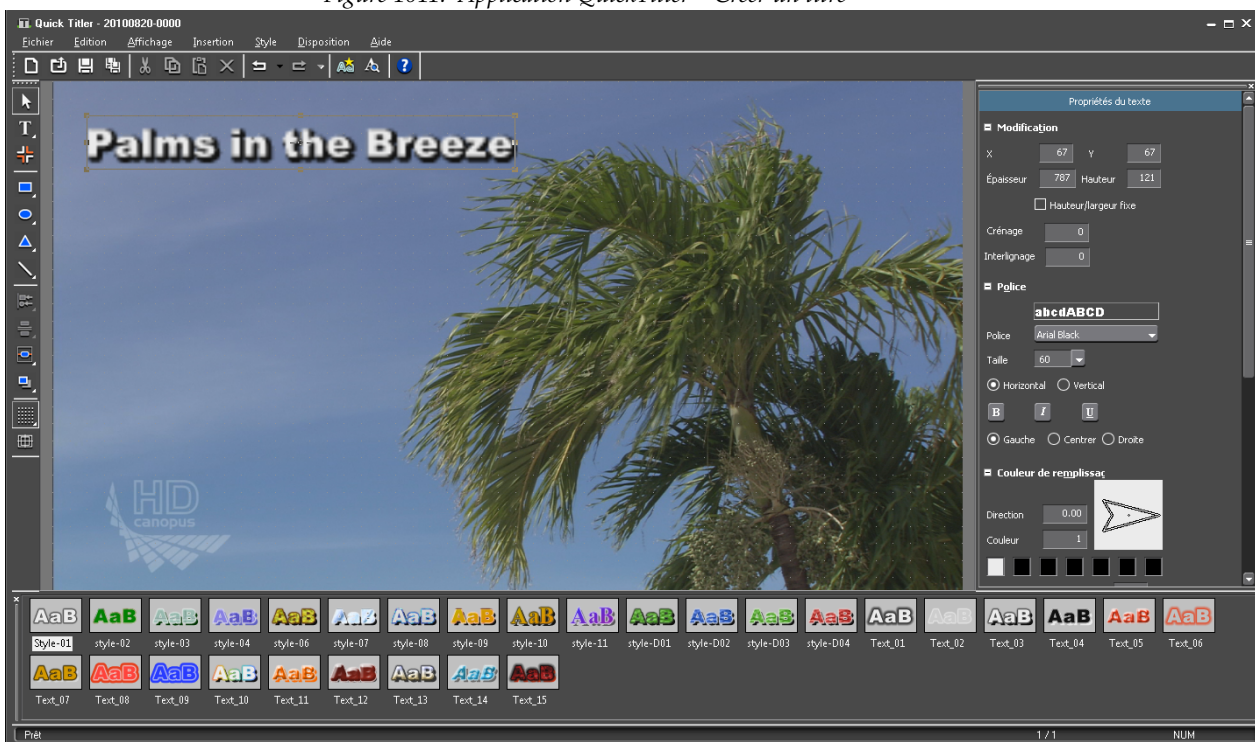 Figure 1011. Application QuickTitler - Créer un titre
Quick Titler - 20100820-0000
Fichier Edition Affichage Insertion Style Disposition Aide
Palms in the Breeze
HD
canopus
Propriétés du texte
Modification
X 67 Y 67
Épaisseur 787 Hauteur 121
Hauteur/largeur fixe
Crénage 0
Interlignage 0
Police
abcdABCD
Police Arial Black
Taille 60
Horizontal Vertical
B I U
Gauche Centrer Droite
Couleur de remplissaç
Direction 0.00
Couleur 1
AaB AaB AaB AaB AaB AaB AaB AaB AaB AaB AaB AaB AaB AaB AaB AaB AaB AaB AaB AaB
Style-01 style-02 style-03 style-04 style-06 style-07 style-08 style-09 style-10 style-11 style-D01 style-D02 style-D03 style-D04 Text_01 Text_02 Text_03 Text_04 Text_05 Text_06
AaB AaB AaB AaB AaB AaB AaB AaB AaB
Text_07 Text_08 Text_09 Text_10 Text_11 Text_12 Text_13 Text_14 Text_15
Prêt 1 / 1 NUM